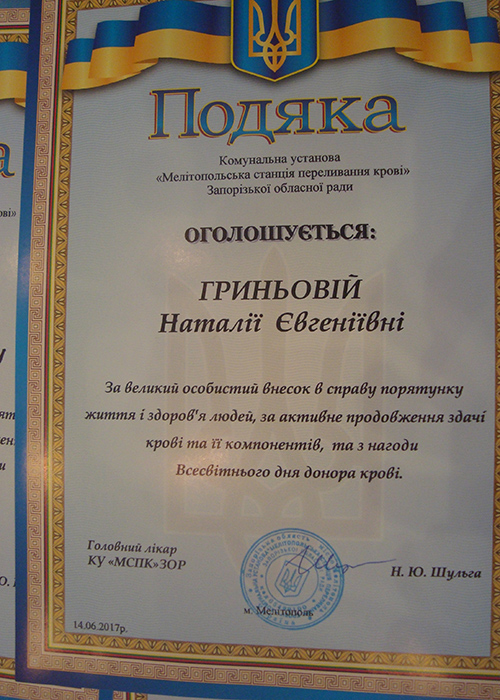 Подяка
Комунальна установа
«Мелітопольська станція переливання крові»
Запорізької обласної ради
ОГОЛОШУЄТЬСЯ:
ГРИНЬОВІЙ
Наталії Євгеніївні
За великий особистий внесок в справу порятунку
життя і здоров'я людей, за активне продовження здачі
крові та її компонентів, та з нагоди
Всесвітнього дня донора крові.
Головний лікар
КУ «МСПК»ЗОР
Н. Ю. Шульга
м. Мелітополь
14.06.2017р.